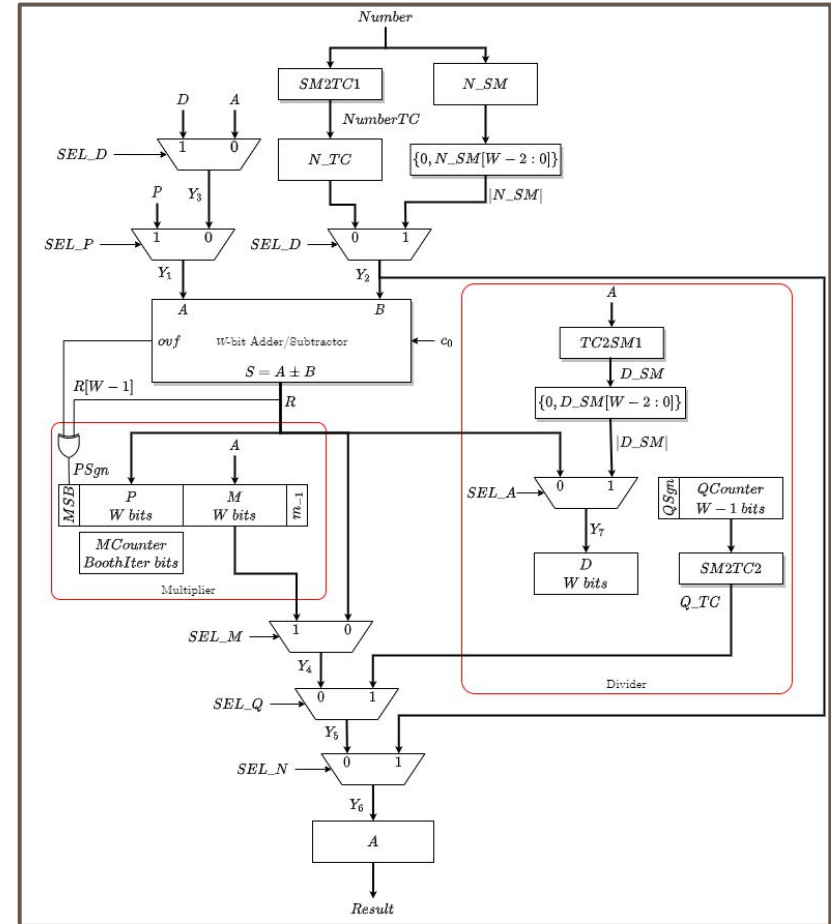 Number
SM2TC1
N_SM
NumberTC
D
A
1
0
SEL_D
N_TC
{0, N_SM[W − 2 : 0]}
Y₃
|N_SM|
P
1
0
SEL_P
0
1
SEL_D
Y₁
Y₂
A
B
ovf
W-bit Adder/Subtractor
c₀
S = A ± B
R[W − 1]
R
A
TC2SM1
D_SM
{0, D_SM[W − 2 : 0]}
|D_SM|
PSgn
A
MSB
P
W bits
M
W bits
m₋₁
MCounter
BoothIter bits
Multiplier
0
1
SEL_A
Y₇
D
W bits
QSgn
QCounter
W − 1 bits
SM2TC2
Q_TC
Divider
1
0
SEL_M
Y₄
0
1
SEL_Q
Y₅
0
1
SEL_N
Y₆
A
Result